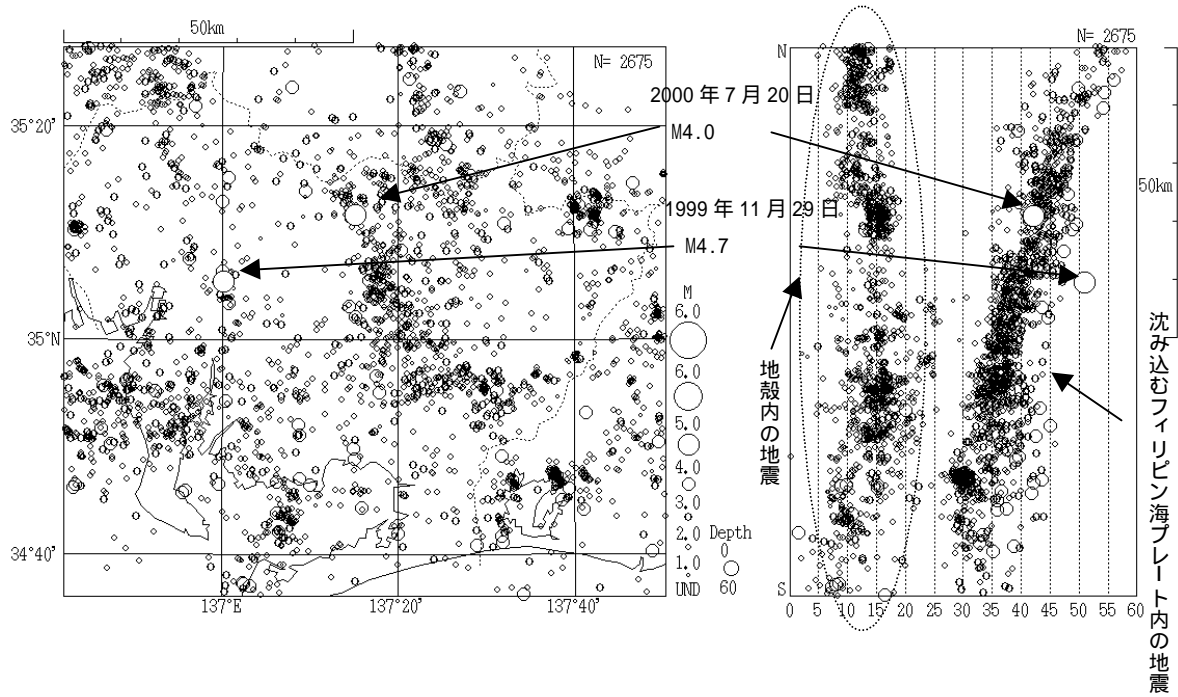 50km
N= 2675
35°20'
35°N
34°40'
137°E
137°20'
137°40'
2000 年 7 月 20 日
M4.0
1999 年 11 月 29 日
M4.7
M
6.0
6.0
5.0
4.0
3.0
2.0
1.0
UND
Depth
0
60
N= 2675
N
S
0 5 10 15 20 25 30 35 40 45 50 55 60
50km
地殻内の地震
沈み込むフィリピン海プレート内の地震